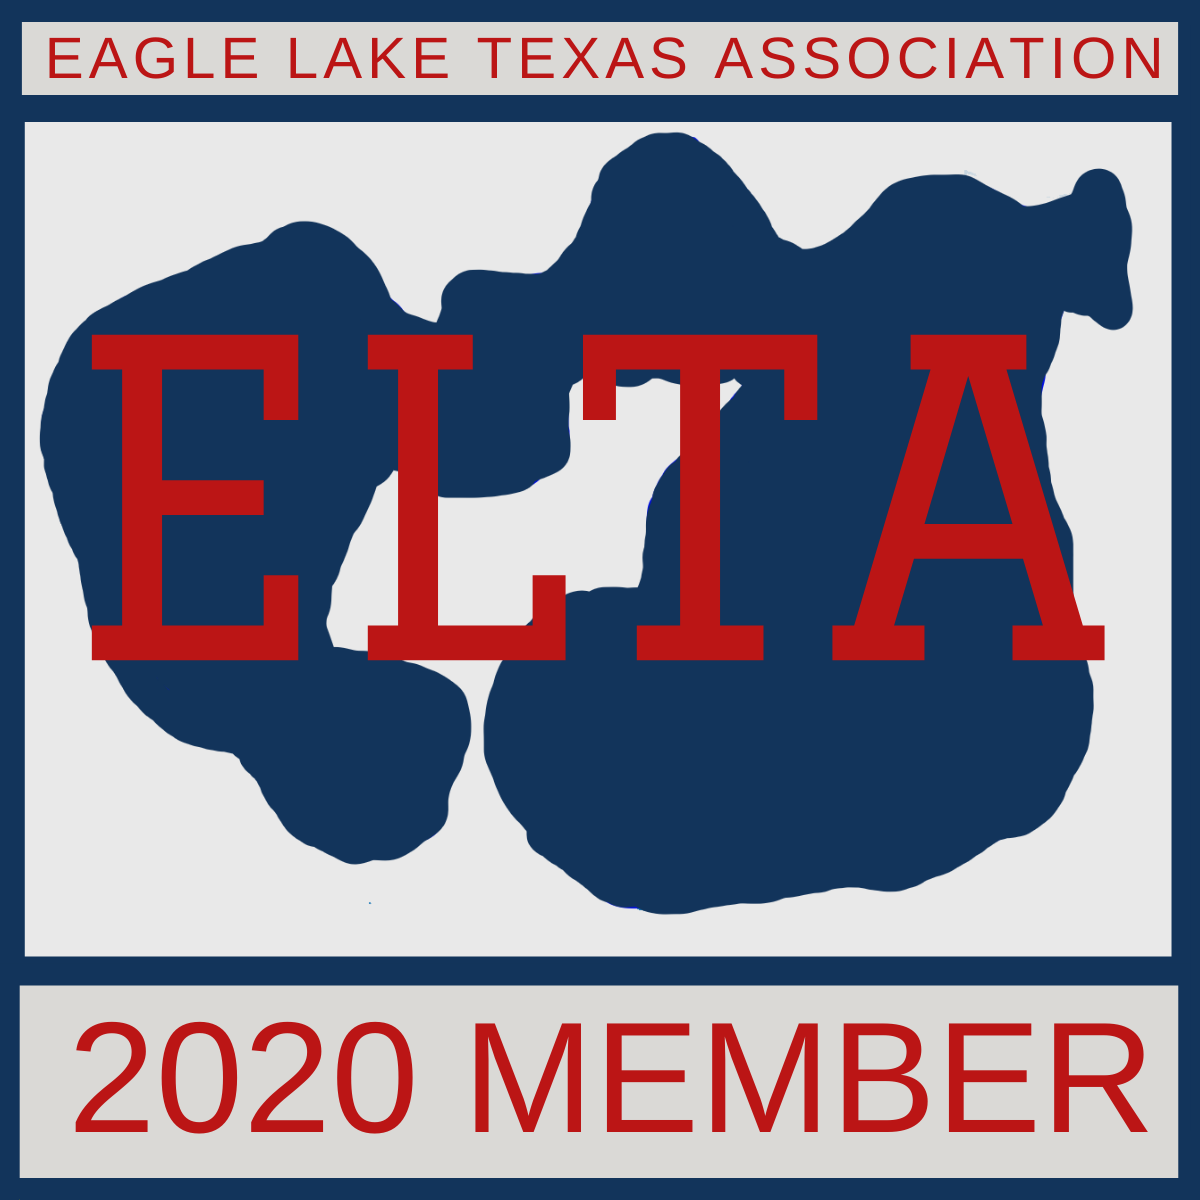 EAGLE LAKE TEXAS ASSOCIATION
ELTA
2020 MEMBER